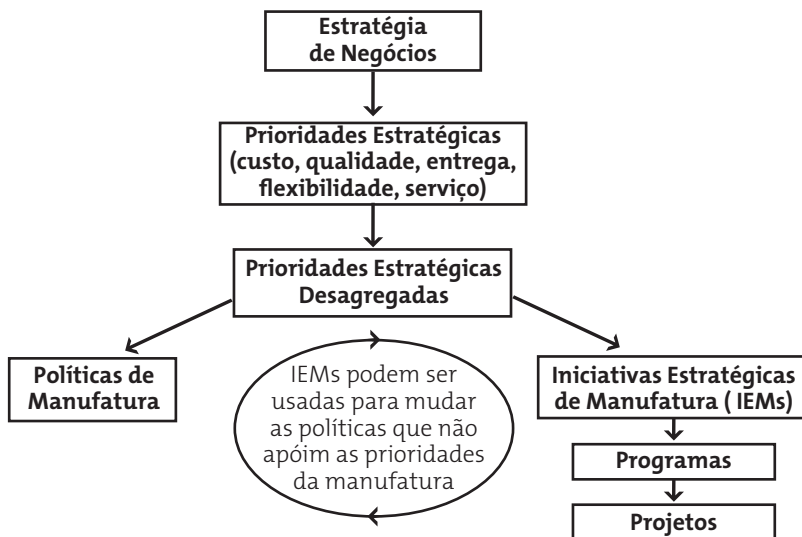 Estratégia
de Negócios
Prioridades Estratégicas
(custo, qualidade, entrega,
flexibilidade, serviço)
Prioridades Estratégicas
Desagregadas
Políticas de
Manufatura
IEMs podem ser
usadas para mudar
as políticas que não
apóim as prioridades
da manufatura
Iniciativas Estratégicas
de Manufatura ( IEMs)
Programas
Projetos